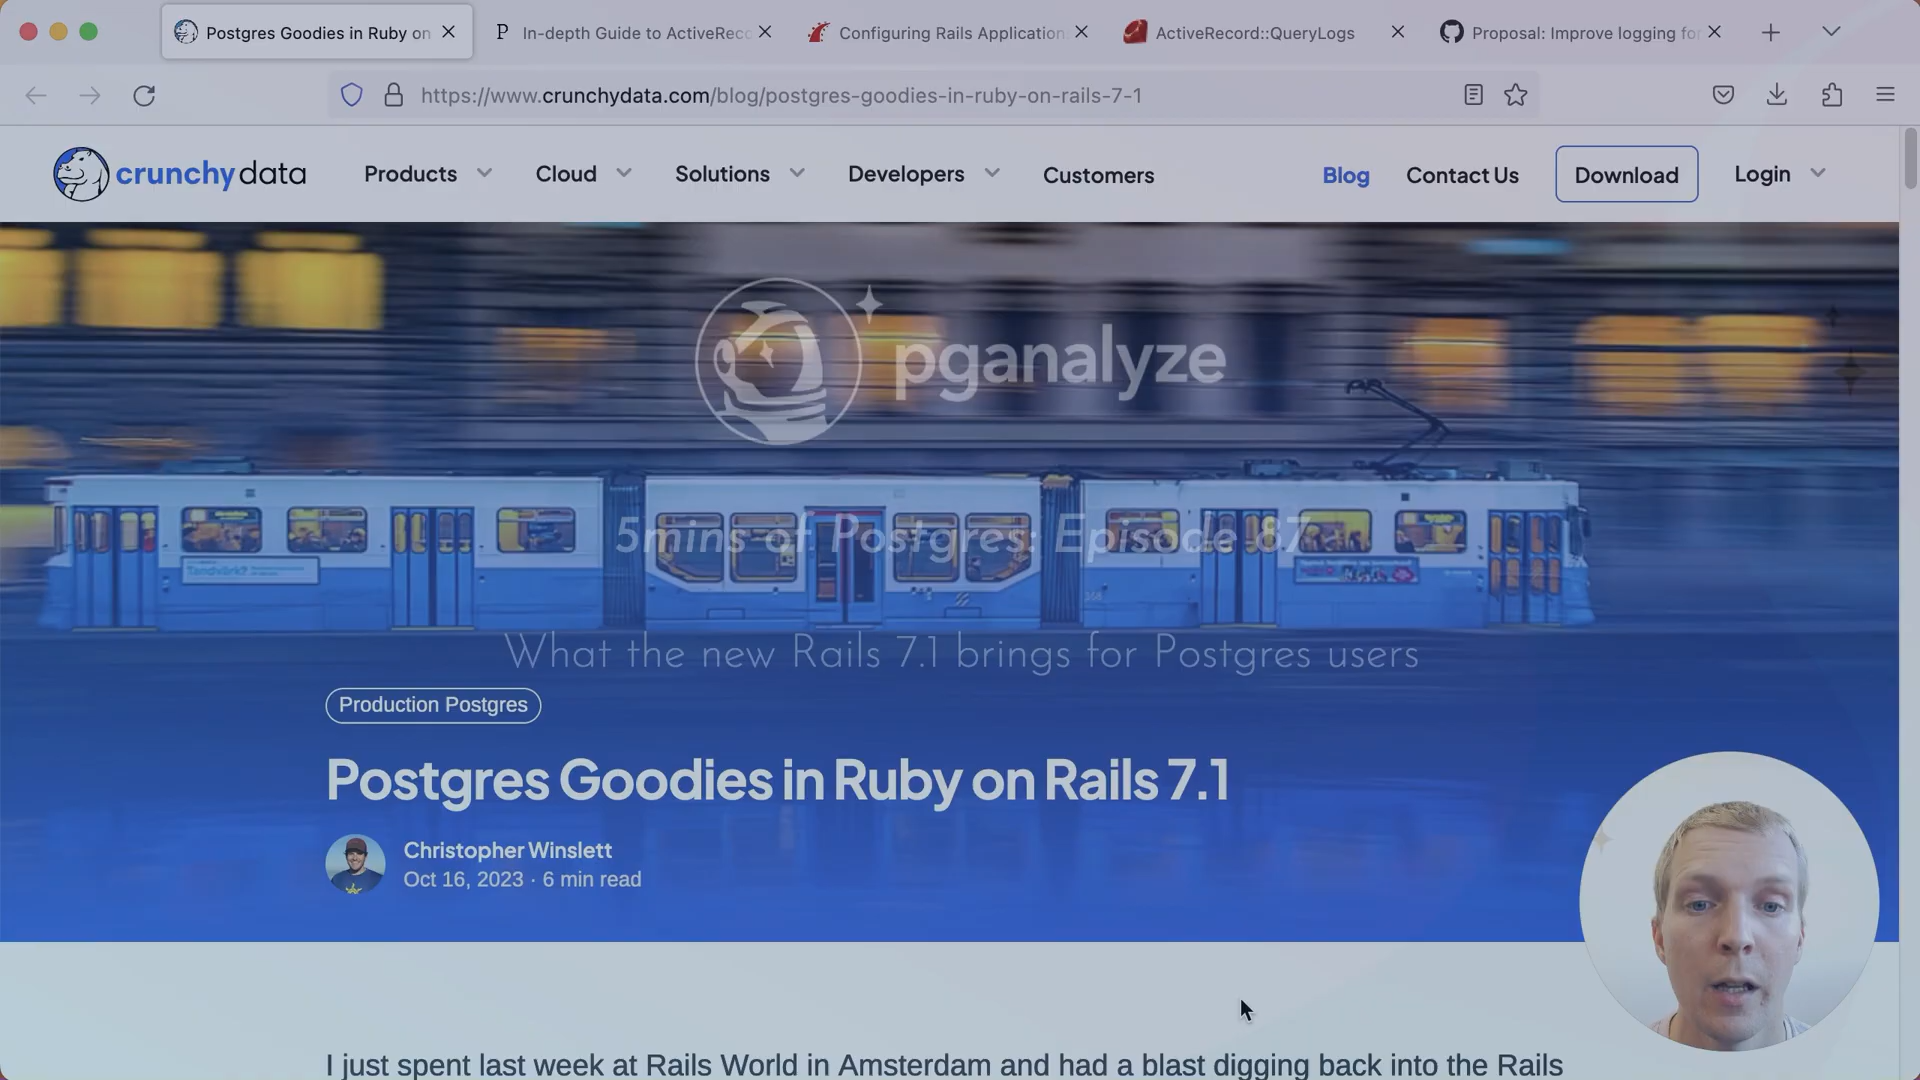 Postgres Goodies in Ruby on
In-depth Guide to ActiveReco
Configuring Rails Application
ActiveRecord::QueryLogs
Proposal: Improve logging for
https://www.crunchydata.com/blog/postgres-goodies-in-ruby-on-rails-7-1
crunchy data
Products
Cloud
Solutions
Developers
Customers
Blog
Contact Us
Download
Login
pganalyze
5mins of Postgres: Episode 87
What the new Rails 7.1 brings for Postgres users
Production Postgres
Postgres Goodies in Ruby on Rails 7.1
Christopher Winslett
Oct 16, 2023 · 6 min read
I just spent last week at Rails World in Amsterdam and had a blast digging back into the Rails